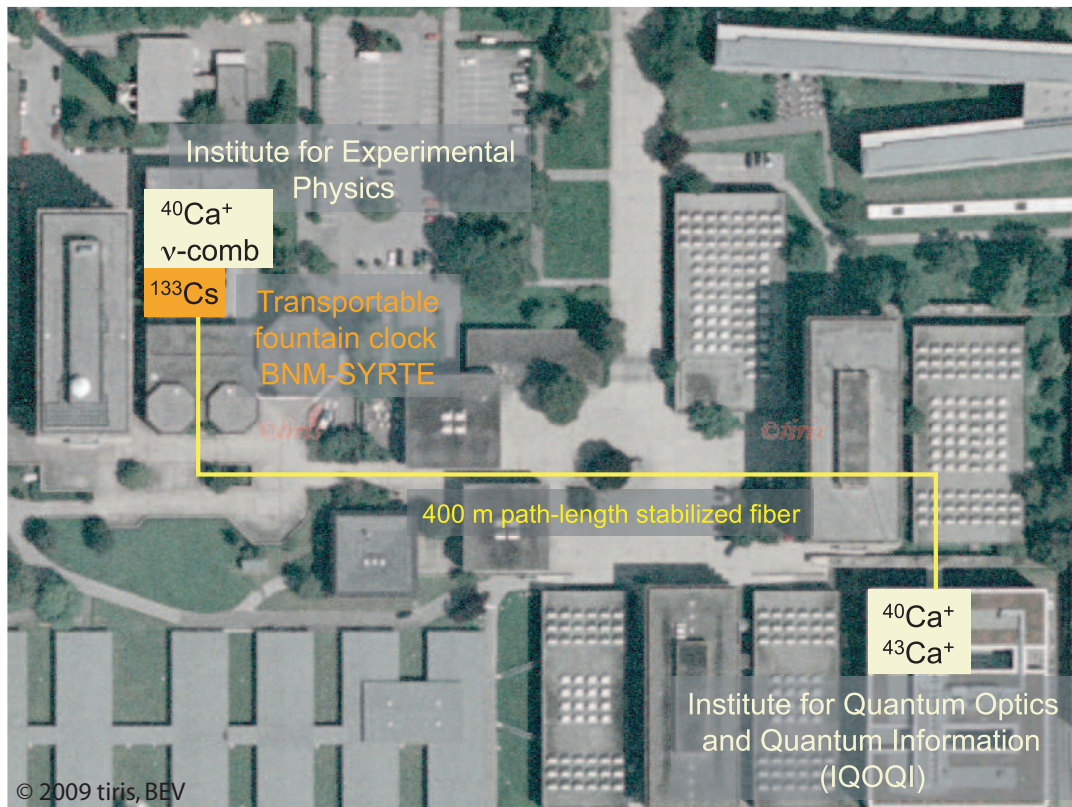 Institute for Experimental
Physics
⁴⁰Ca⁺
ν-comb
¹³³Cs
Transportable
fountain clock
BNM-SYRTE
©tiris
©tiris
400 m path-length stabilized fiber
⁴⁰Ca⁺
⁴³Ca⁺
Institute for Quantum Optics
and Quantum Information
(IQOQI)
© 2009 tiris, BEV